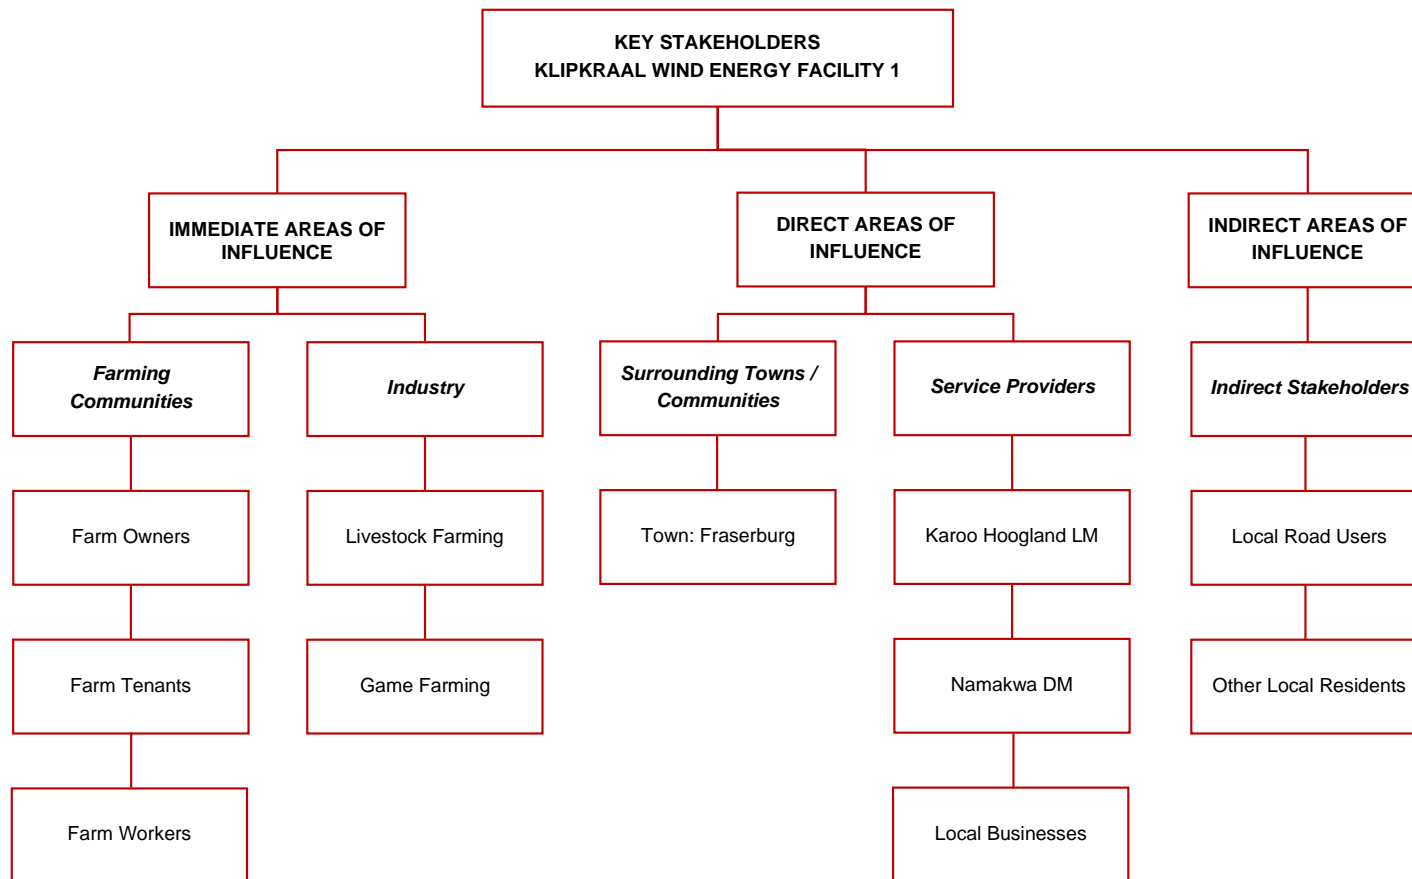 KEY STAKEHOLDERS
KLIPKRAAL WIND ENERGY FACILITY 1
IMMEDIATE AREAS OF
INFLUENCE
DIRECT AREAS OF
INFLUENCE
INDIRECT AREAS OF
INFLUENCE
Farming
Communities
Industry
Surrounding Towns /
Communities
Service Providers
Indirect Stakeholders
Farm Owners
Livestock Farming
Town: Fraserburg
Karoo Hoogland LM
Local Road Users
Farm Tenants
Game Farming
Namakwa DM
Other Local Residents
Farm Workers
Local Businesses